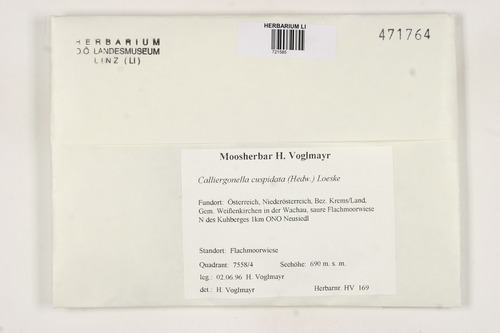 HERBARIUM
O.Ö. LANDESMUSEUM
LINZ (LI)
HERBARIUM LI
721585
471764
Moosherbar H. Voglmayr
Calliergonella cuspidata (Hedw.) Loeske
Fundort: Österreich, Niederösterreich, Bez. Krems/Land,
Gem. Weißenkirchen in der Wachau, saure Flachmoorwiese
N des Kuhberges 1km ONO Neusiedl
Standort: Flachmoorwiese
Quadrant: 7558/4 Seehöhe: 690 m. s. m.
leg.: 02.06.96 H. Voglmayr
det.: H. Voglmayr Herbarnr. HV 169